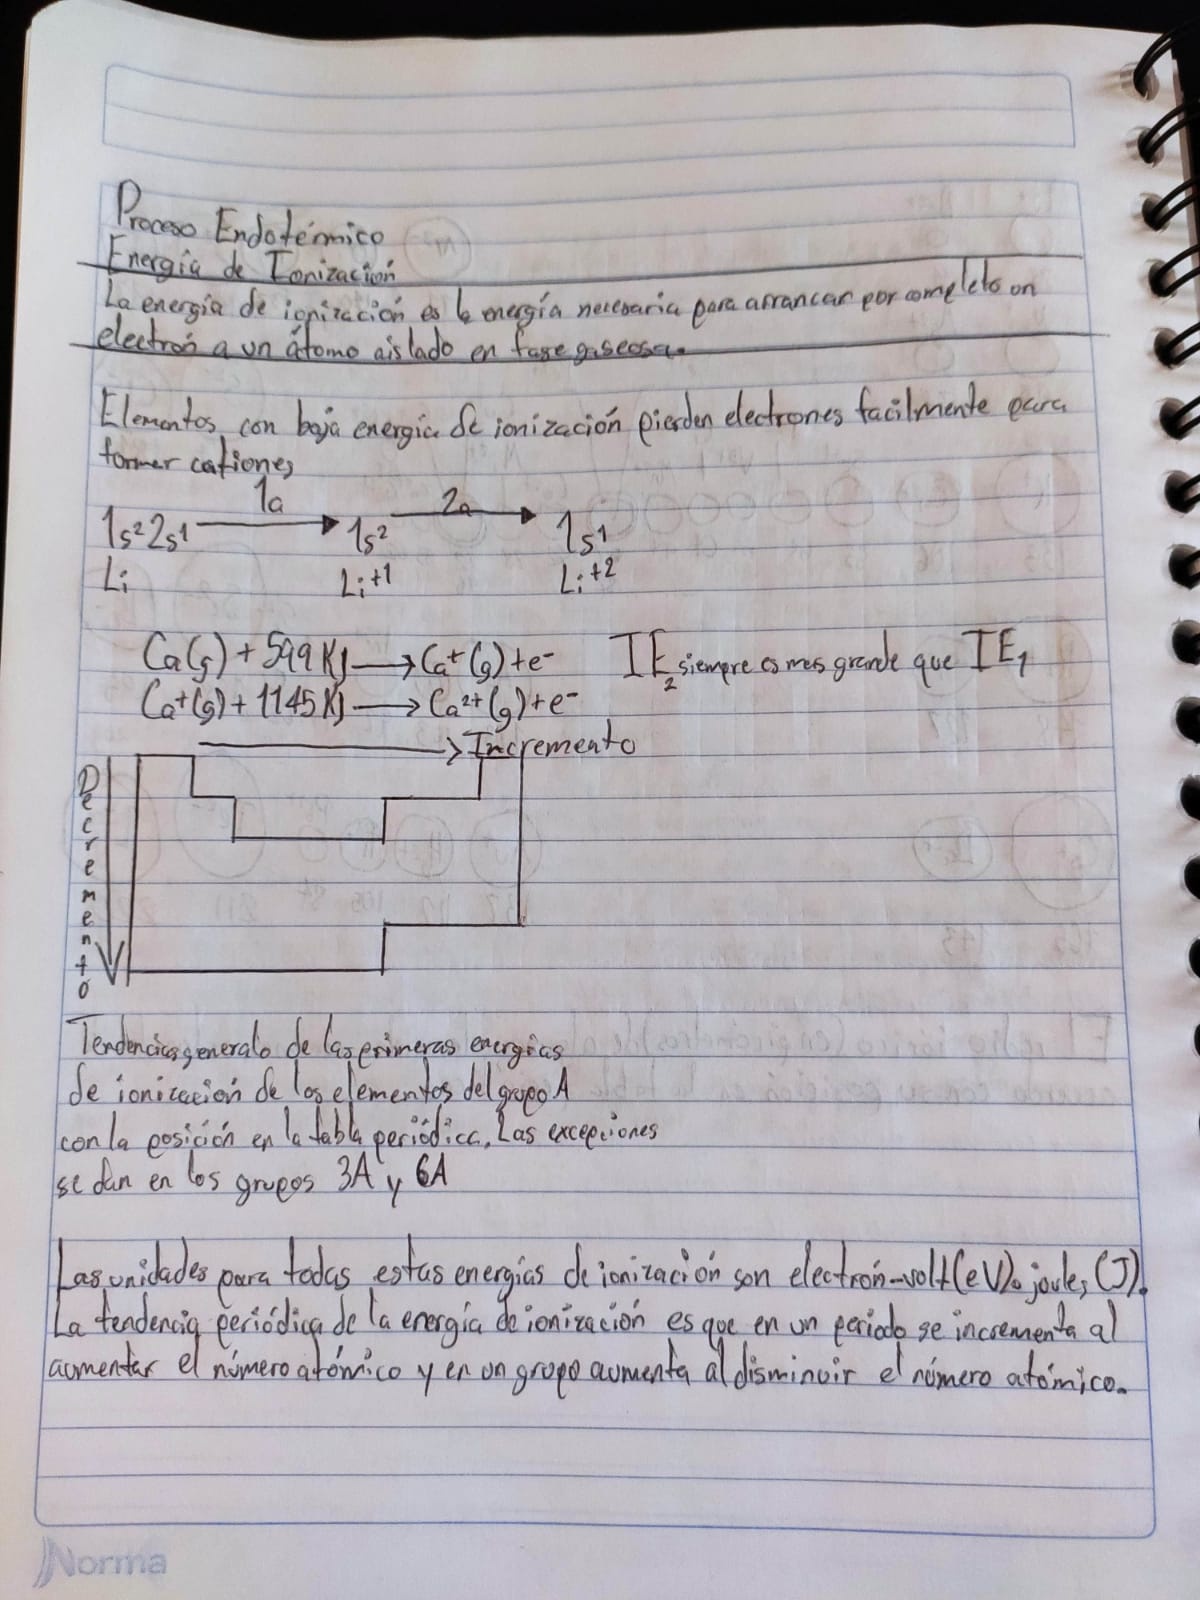 Proceso Endotérmico
Energía de Ionización
La energía de ionización es la energía necesaria para arrancar por completo un
electrón a un átomo aislado en fase gaseosa.
Elementos con baja energía de ionización pierden electrones facilmente para
formar cationes
1a 2a
1s² 2s¹ → 1s² → 1s¹
Li Li⁺¹ Li⁺²
Ca(g) + 599 KJ → Ca⁺(g) + e⁻ IE₂ siempre es mas grande que IE₁
Ca⁺(g) + 1145 KJ → Ca²⁺(g) + e⁻
→ Incremento
Decremento
Tendencias generals de las primeras energías
de ionización de los elementos del grupo A
con la posición en la tabla periódica. Las excepciones
se dan en los grupos 3A y 6A
Las unidades para todas estas energías de ionización son electrón-volt (eV) o joules (J).
La tendencia periódica de la energía de ionización es que en un periodo se incrementa al
aumentar el número atómico y en un grupo aumenta al disminuir el número atómico.
Norma